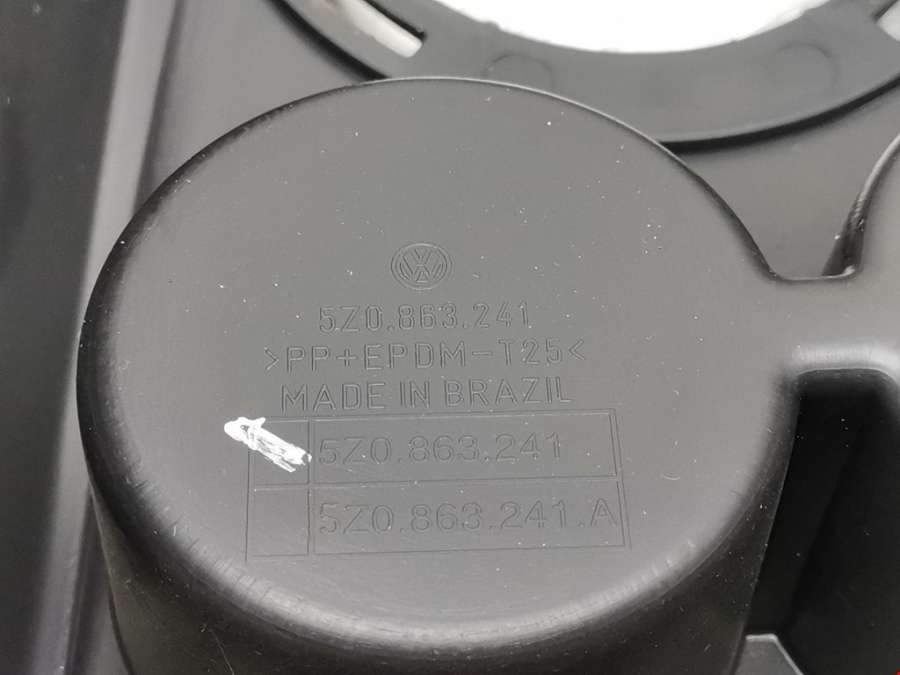 5Z0.863.241
>PP+EPDM-T25<
MADE IN BRAZIL
5Z0.863.241
5Z0.863.241.A